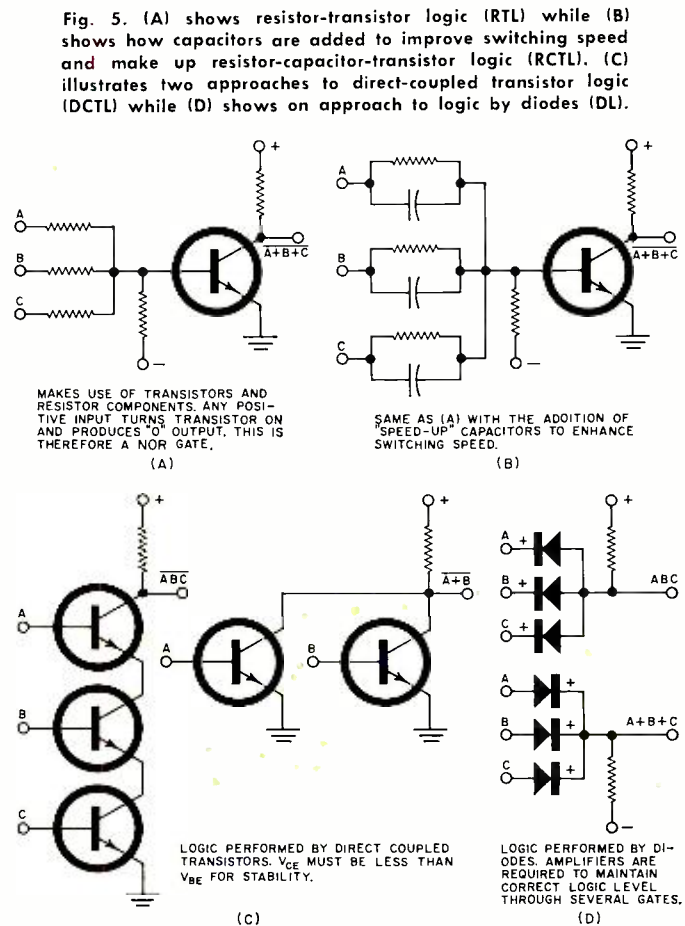 Fig. 5. (A) shows resistor-transistor logic (RTL) while (B)
shows how capacitors are added to improve switching speed
and make up resistor-capacitor-transistor logic (RCTL). (C)
illustrates two approaches to direct-coupled transistor logic
(DCTL) while (D) shows on approach to logic by diodes (DL).
+
A
B
C
A+B+C
−
MAKES USE OF TRANSISTORS AND
RESISTOR COMPONENTS. ANY POSI-
TIVE INPUT TURNS TRANSISTOR ON
AND PRODUCES "O" OUTPUT. THIS IS
THEREFORE A NOR GATE.
(A)
+
A
B
C
A+B+C
−
SAME AS (A) WITH THE ADDITION OF
"SPEED-UP" CAPACITORS TO ENHANCE
SWITCHING SPEED.
(B)
+
ABC
A
B
C
+
A+B
A
B
LOGIC PERFORMED BY DIRECT COUPLED
TRANSISTORS. VCE MUST BE LESS THAN
VBE FOR STABILITY.
(C)
+
A +
B +
C +
ABC
A +
B +
C +
A+B+C
−
LOGIC PERFORMED BY DI-
ODES. AMPLIFIERS ARE
REQUIRED TO MAINTAIN
CORRECT LOGIC LEVEL
THROUGH SEVERAL GATES.
(D)